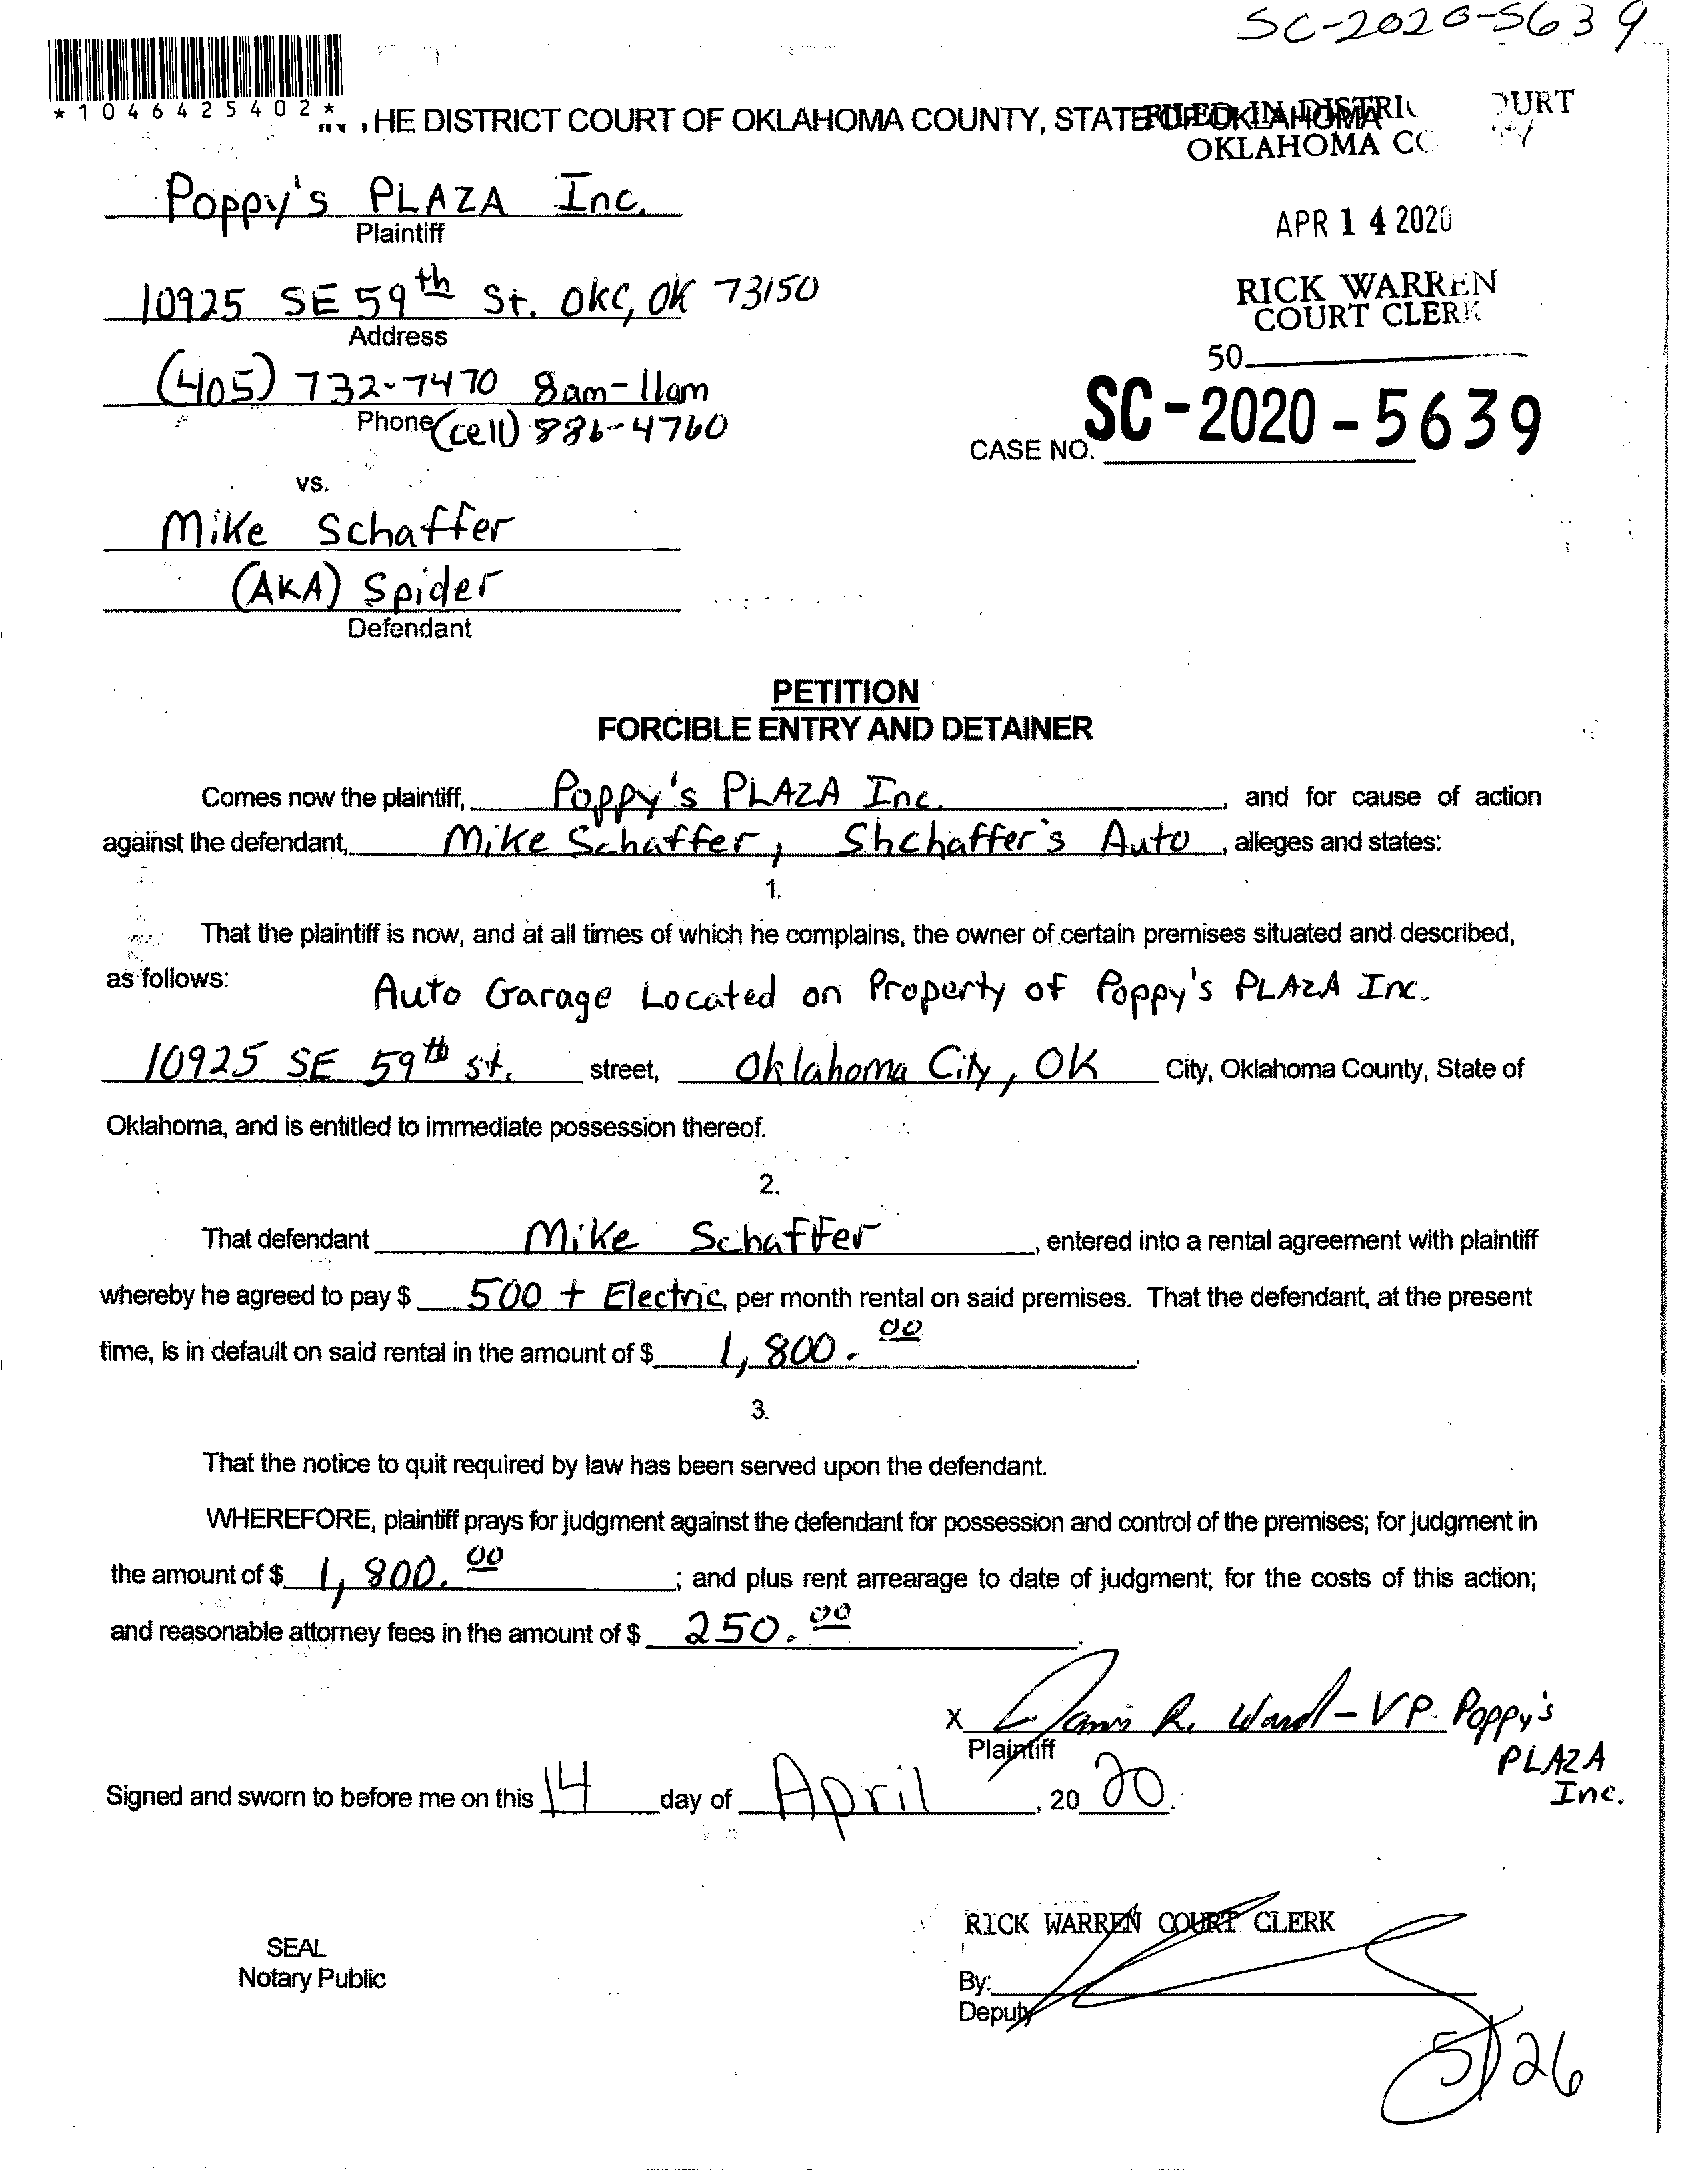 SC-2020-5639
*1046425402*
HE DISTRICT COURT OF OKLAHOMA COUNTY, STATE OF OKLAHOMA
FILED IN DISTRI OURT
OKLAHOMA CO
Poppy's PLAZA Inc.
Plaintiff
APR 14 2020
10925 SE 59th St. OKC, OK 73150
Address
RICK WARREN
COURT CLERK
50
(405) 732-7470 8am-11am
Phone (cell) 886-4760
CASE NO. SC-2020-5639
vs.
Mike Schaffer
(AKA) Spider
Defendant
PETITION
FORCIBLE ENTRY AND DETAINER
Comes now the plaintiff, Poppy's PLAZA Inc., and for cause of action
against the defendant, Mike Schaffer, Shchaffer's Auto, alleges and states:
1.
That the plaintiff is now, and at all times of which he complains, the owner of certain premises situated and described,
as follows: Auto Garage Located on Property of Poppy's PLAZA Inc.
10925 SE 59th St. street, Oklahoma City, OK City, Oklahoma County, State of
Oklahoma, and is entitled to immediate possession thereof.
2.
That defendant Mike Schaffer, entered into a rental agreement with plaintiff
whereby he agreed to pay $ 500 + Electric, per month rental on said premises. That the defendant, at the present
time, is in default on said rental in the amount of $ 1,800.00.
3.
That the notice to quit required by law has been served upon the defendant.
WHEREFORE, plaintiff prays for judgment against the defendant for possession and control of the premises; for judgment in
the amount of $ 1,800.00; and plus rent arrearage to date of judgment; for the costs of this action;
and reasonable attorney fees in the amount of $ 250.00.
X R. Ward - VP. Poppy's
Plaintiff
PLAZA
Inc.
Signed and sworn to before me on this 14 day of April, 20 20.
RICK WARREN COURT CLERK
SEAL
Notary Public
By:
Deputy
5/26